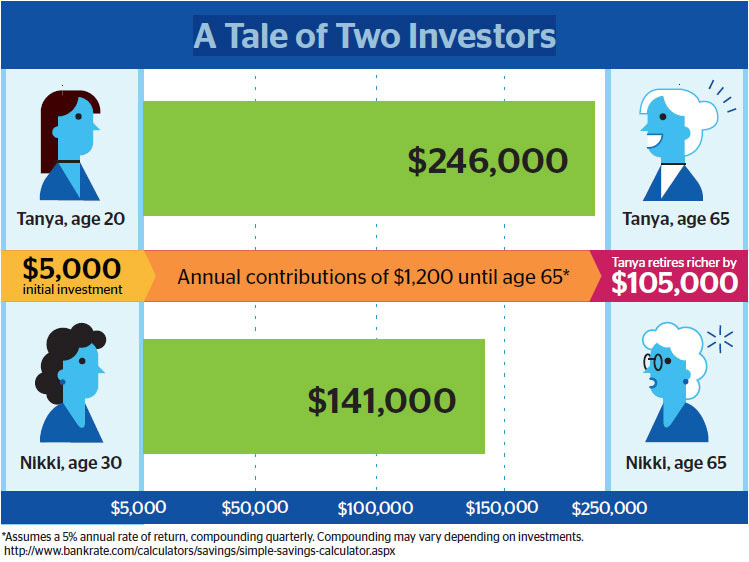 A Tale of Two Investors
$246,000
Tanya, age 20
Tanya, age 65
$5,000
initial investment
Annual contributions of $1,200 until age 65*
Tanya retires richer by
$105,000
$141,000
Nikki, age 30
Nikki, age 65
$5,000 $50,000 $100,000 $150,000 $250,000
*Assumes a 5% annual rate of return, compounding quarterly. Compounding may vary depending on investments.
http://www.bankrate.com/calculators/savings/simple-savings-calculator.aspx